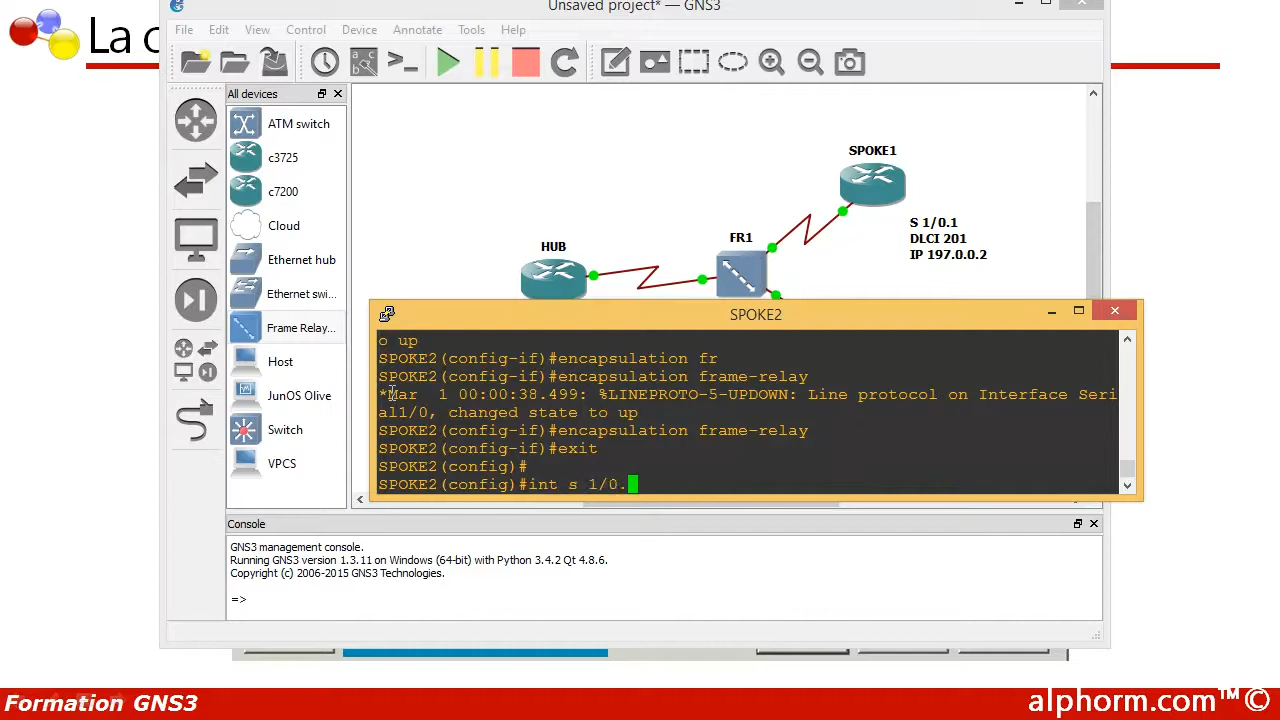 Unsaved project* — GNS3
La c
File Edit View Control Device Annotate Tools Help
All devices
ATM switch
c3725
c7200
Cloud
Ethernet hub
Ethernet swi...
Frame Relay...
Host
JunOS Olive
Switch
VPCS
SPOKE1
S 1/0.1
DLCI 201
IP 197.0.0.2
FR1
HUB
SPOKE2
o up
SPOKE2(config-if)#encapsulation fr
SPOKE2(config-if)#encapsulation frame-relay
*Mar  1 00:00:38.499: %LINEPROTO-5-UPDOWN: Line protocol on Interface Seri
al1/0, changed state to up
SPOKE2(config-if)#encapsulation frame-relay
SPOKE2(config-if)#exit
SPOKE2(config)#
SPOKE2(config)#int s 1/0.
Console
GNS3 management console.
Running GNS3 version 1.3.11 on Windows (64-bit) with Python 3.4.2 Qt 4.8.6.
Copyright (c) 2006-2015 GNS3 Technologies.
=>
Formation GNS3
alphorm.com™©